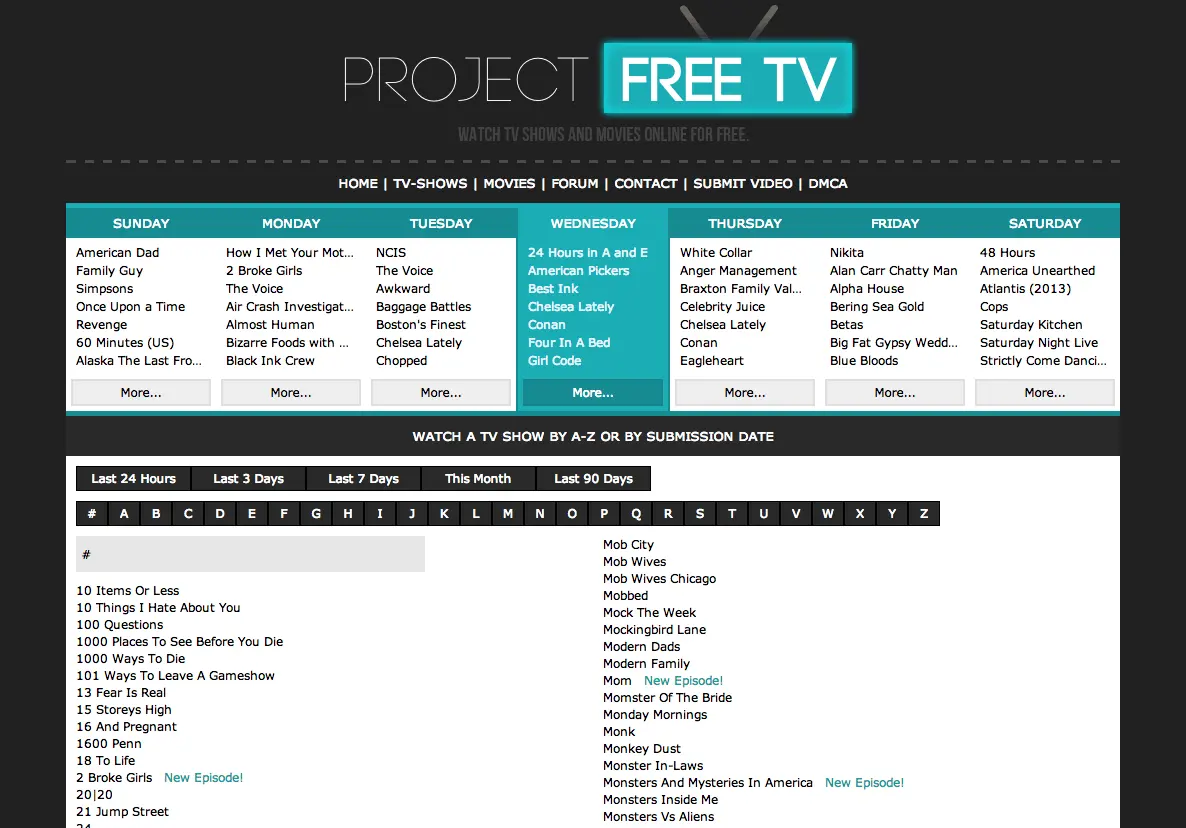 PROJECT FREE TV
WATCH TV SHOWS AND MOVIES ONLINE FOR FREE.
HOME | TV-SHOWS | MOVIES | FORUM | CONTACT | SUBMIT VIDEO | DMCA
SUNDAY
American Dad
Family Guy
Simpsons
Once Upon a Time
Revenge
60 Minutes (US)
Alaska The Last Fro...
More...
MONDAY
How I Met Your Mot...
2 Broke Girls
The Voice
Air Crash Investigat...
Almost Human
Bizarre Foods with ...
Black Ink Crew
More...
TUESDAY
NCIS
The Voice
Awkward
Baggage Battles
Boston's Finest
Chelsea Lately
Chopped
More...
WEDNESDAY
24 Hours in A and E
American Pickers
Best Ink
Chelsea Lately
Conan
Four In A Bed
Girl Code
More...
THURSDAY
White Collar
Anger Management
Braxton Family Val...
Celebrity Juice
Chelsea Lately
Conan
Eagleheart
More...
FRIDAY
Nikita
Alan Carr Chatty Man
Alpha House
Bering Sea Gold
Betas
Big Fat Gypsy Wedd...
Blue Bloods
More...
SATURDAY
48 Hours
America Unearthed
Atlantis (2013)
Cops
Saturday Kitchen
Saturday Night Live
Strictly Come Danci...
More...
WATCH A TV SHOW BY A-Z OR BY SUBMISSION DATE
Last 24 Hours Last 3 Days Last 7 Days This Month Last 90 Days
# A B C D E F G H I J K L M N O P Q R S T U V W X Y Z
#
10 Items Or Less
10 Things I Hate About You
100 Questions
1000 Places To See Before You Die
1000 Ways To Die
101 Ways To Leave A Gameshow
13 Fear Is Real
15 Storeys High
16 And Pregnant
1600 Penn
18 To Life
2 Broke Girls New Episode!
20|20
21 Jump Street
24
Mob City
Mob Wives
Mob Wives Chicago
Mobbed
Mock The Week
Mockingbird Lane
Modern Dads
Modern Family
Mom New Episode!
Momster Of The Bride
Monday Mornings
Monk
Monkey Dust
Monster In-Laws
Monsters And Mysteries In America New Episode!
Monsters Inside Me
Monsters Vs Aliens